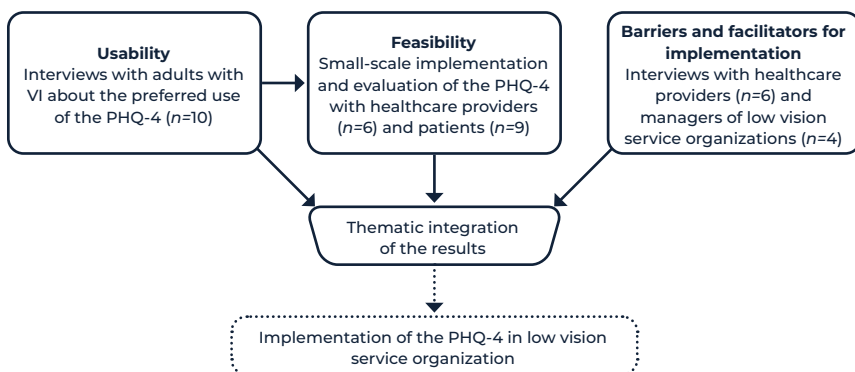 Usability
Interviews with adults with
VI about the preferred use
of the PHQ-4 (n=10)
Feasibility
Small-scale implementation
and evaluation of the PHQ-4
with healthcare providers
(n=6) and patients (n=9)
Barriers and facilitators for
implementation
Interviews with healthcare
providers (n=6) and
managers of low vision
service organizations (n=4)
Thematic integration
of the results
Implementation of the PHQ-4 in low vision
service organization